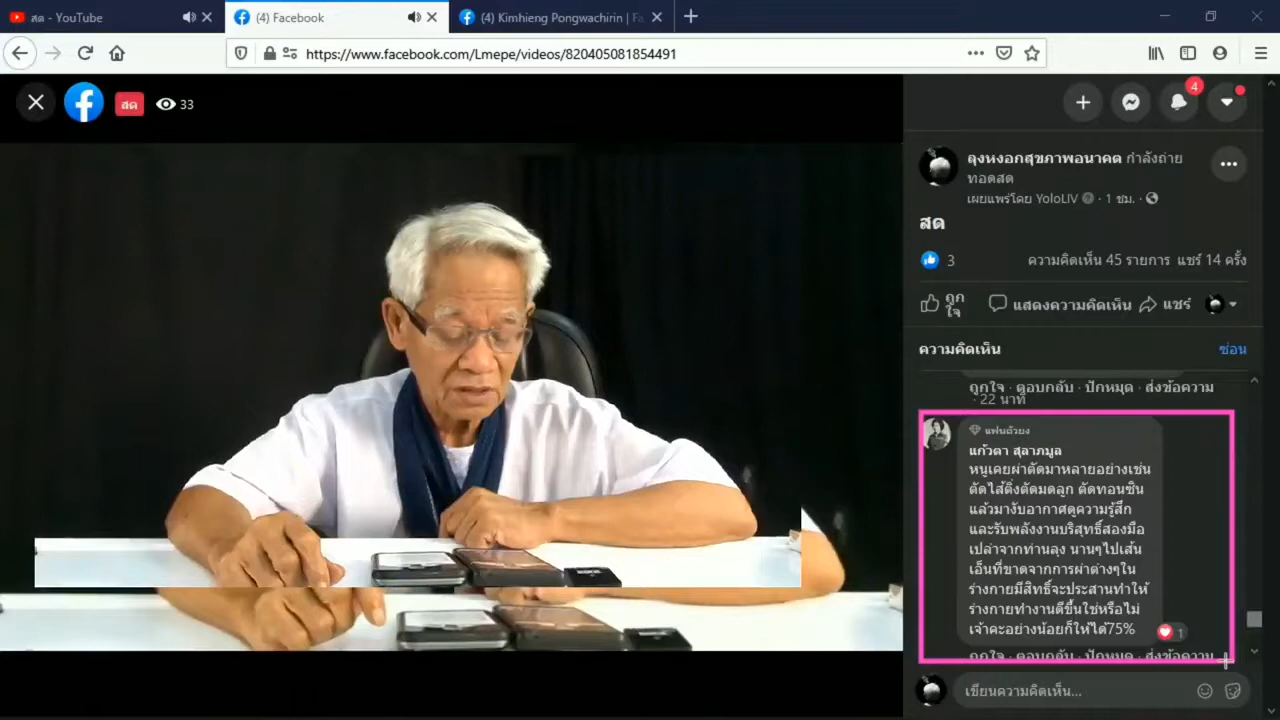 สด - YouTube
(4) Facebook
(4) Kimhieng Pongwachirin | Fa
https://www.facebook.com/Lmepe/videos/820405081854491
สด
33
4
ลุงหงอกสุขภาพอนาคต กำลังถ่าย
ทอดสด
เผยแพร่โดย YoloLIV · 1 ชม. ·
สด
3
ความคิดเห็น 45 รายการ แชร์ 14 ครั้ง
ถูก
ใจ
แสดงความคิดเห็น
แชร์
ความคิดเห็น
ซ่อน
ถูกใจ · ตอบกลับ · ปักหมุด · ส่งข้อความ
· 22 นาที
แฟนตัวยง
แก้วตา สุลาภมูล
หนูเคยผ่าตัดมาหลายอย่างเช่น
ตัดไส้ติ่งตัดมดลูก ตัดทอนซิน
แล้วมางับอากาศดูความรู้สึก
และรับพลังงานบริสุทธิ์สองมือ
เปล่าจากท่านลุง นานๆไปเส้น
เอ็นที่ขาดจากการผ่าต่างๆใน
ร่างกายมีสิทธิ์จะประสานทำให้
ร่างกายทำงานดีขึ้นใช่หรือไม่
เจ้าคะอย่างน้อยก็ให้ได้75%
1
ถูกใจ · ตอบกลับ · ปักหมุด · ส่งข้อความ
เขียนความคิดเห็น...